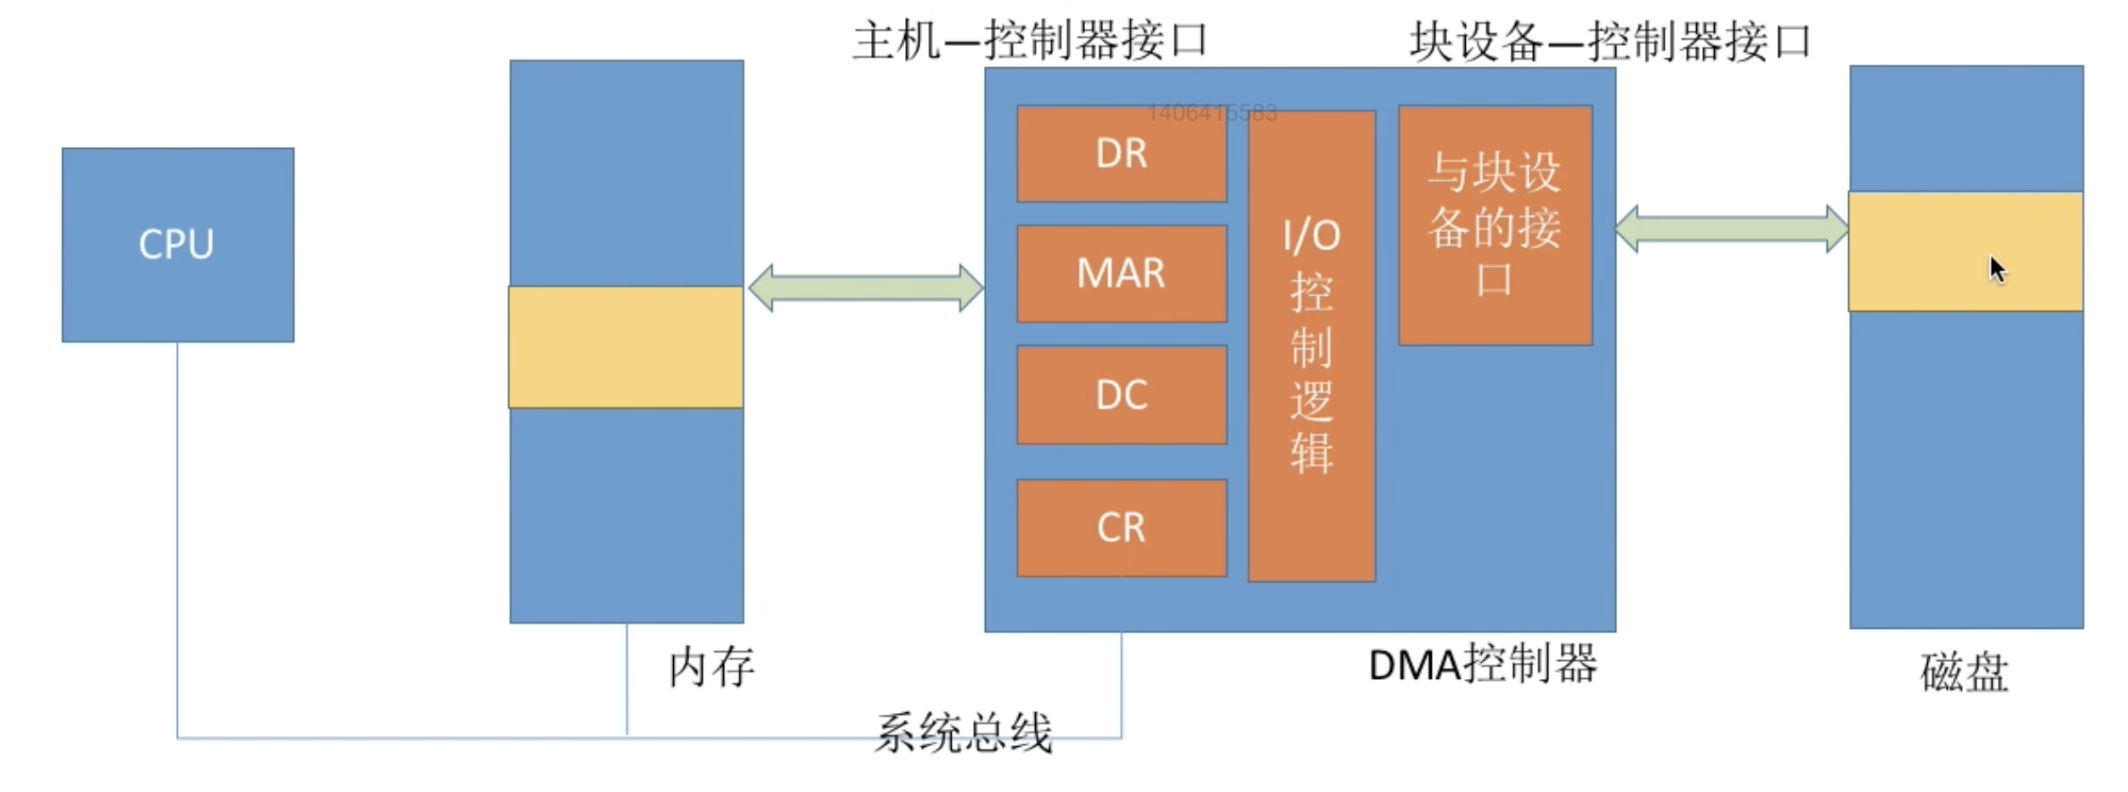 主机—控制器接口
块设备—控制器接口
1406415583
CPU
DR
MAR
DC
CR
I/O
控
制
逻
辑
与块设
备的接
口
内存
DMA控制器
磁盘
系统总线